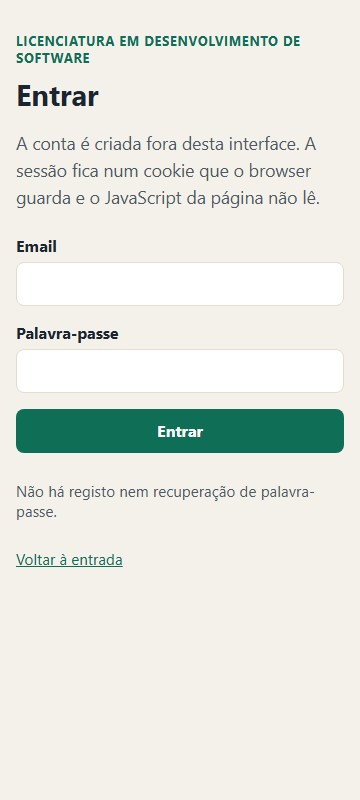 LICENCIATURA EM DESENVOLVIMENTO DE
SOFTWARE
Entrar
A conta é criada fora desta interface. A
sessão fica num cookie que o browser
guarda e o JavaScript da página não lê.
Email
Palavra-passe
Entrar
Não há registo nem recuperação de palavra-
passe.
Voltar à entrada